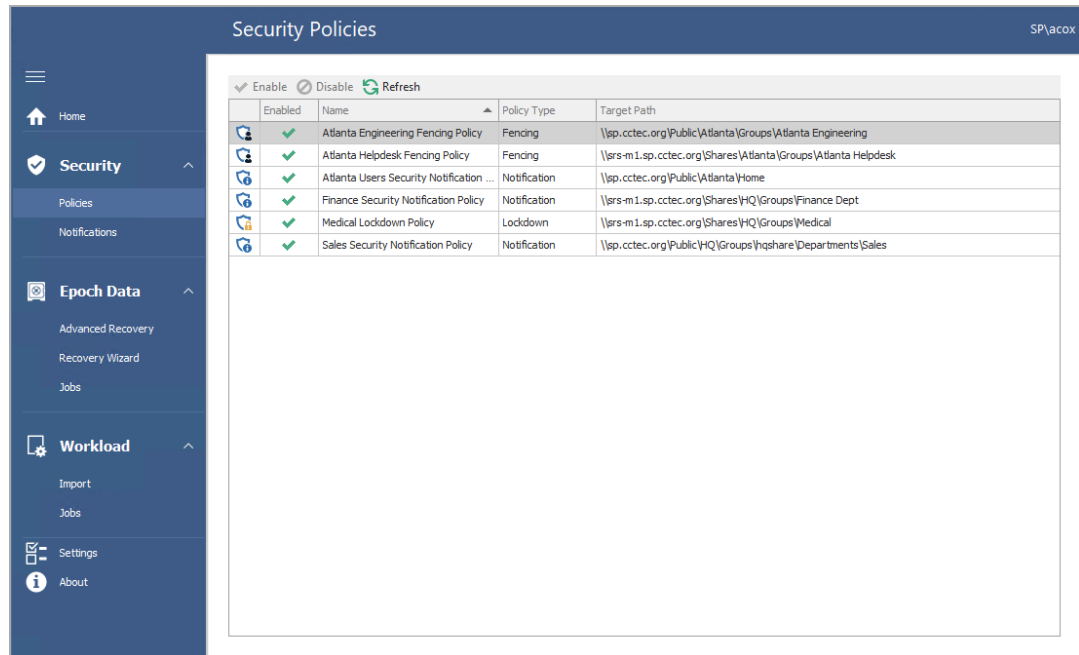 Security Policies
SP\acox
Home
Security
Policies
Notifications
Epoch Data
Advanced Recovery
Recovery Wizard
Jobs
Workload
Import
Jobs
Settings
About
Enable Disable Refresh
Enabled Name Policy Type Target Path
Atlanta Engineering Fencing Policy Fencing \\sp.cctec.org\Public\Atlanta\Groups\Atlanta Engineering
Atlanta Helpdesk Fencing Policy Fencing \\srs-m1.sp.cctec.org\Shares\Atlanta\Groups\Atlanta Helpdesk
Atlanta Users Security Notification ... Notification \\sp.cctec.org\Public\Atlanta\Home
Finance Security Notification Policy Notification \\srs-m1.sp.cctec.org\Shares\HQ\Groups\Finance Dept
Medical Lockdown Policy Lockdown \\srs-m1.sp.cctec.org\Shares\HQ\Groups\Medical
Sales Security Notification Policy Notification \\sp.cctec.org\Public\HQ\Groups\hqshare\Departments\Sales